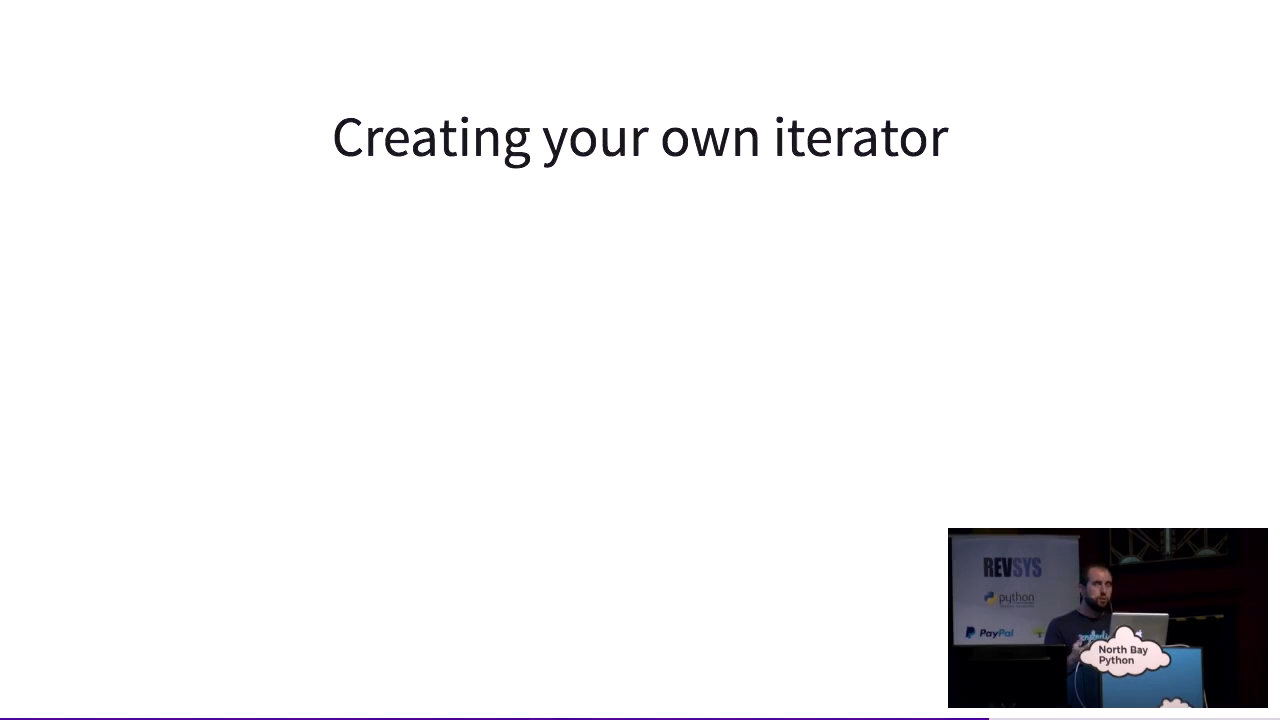 Creating your own iterator
REVSYS
python
PayPal
North Bay
Python